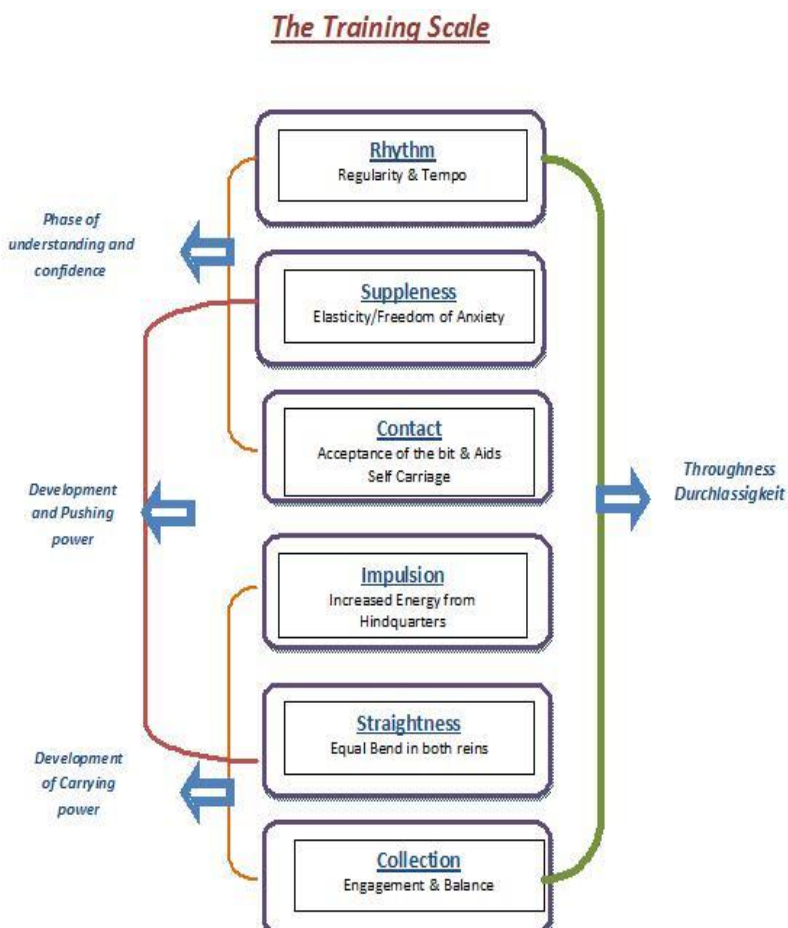 The Training Scale
Rhythm
Regularity & Tempo
Phase of
understanding and
confidence
Suppleness
Elasticity/Freedom of Anxiety
Contact
Acceptance of the bit & Aids
Self Carriage
Throughness
Durchlassigkeit
Development
and Pushing
power
Impulsion
Increased Energy from
Hindquarters
Straightness
Equal Bend in both reins
Development
of Carrying
power
Collection
Engagement & Balance